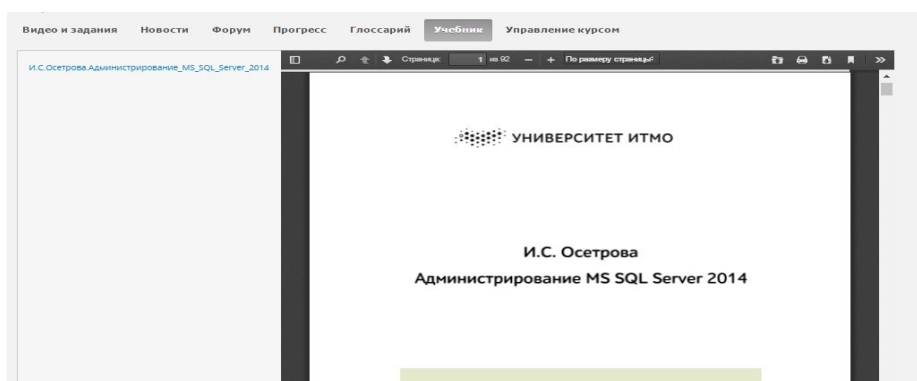 Видео и задания Новости Форум Прогресс Глоссарий Учебник Управление курсом
И.С.Осетрова.Администрирование_MS_SQL_Server_2014
Страница: 1 из 92 По размеру страницы
УНИВЕРСИТЕТ ИТМО
И.С. Осетрова
Администрирование MS SQL Server 2014